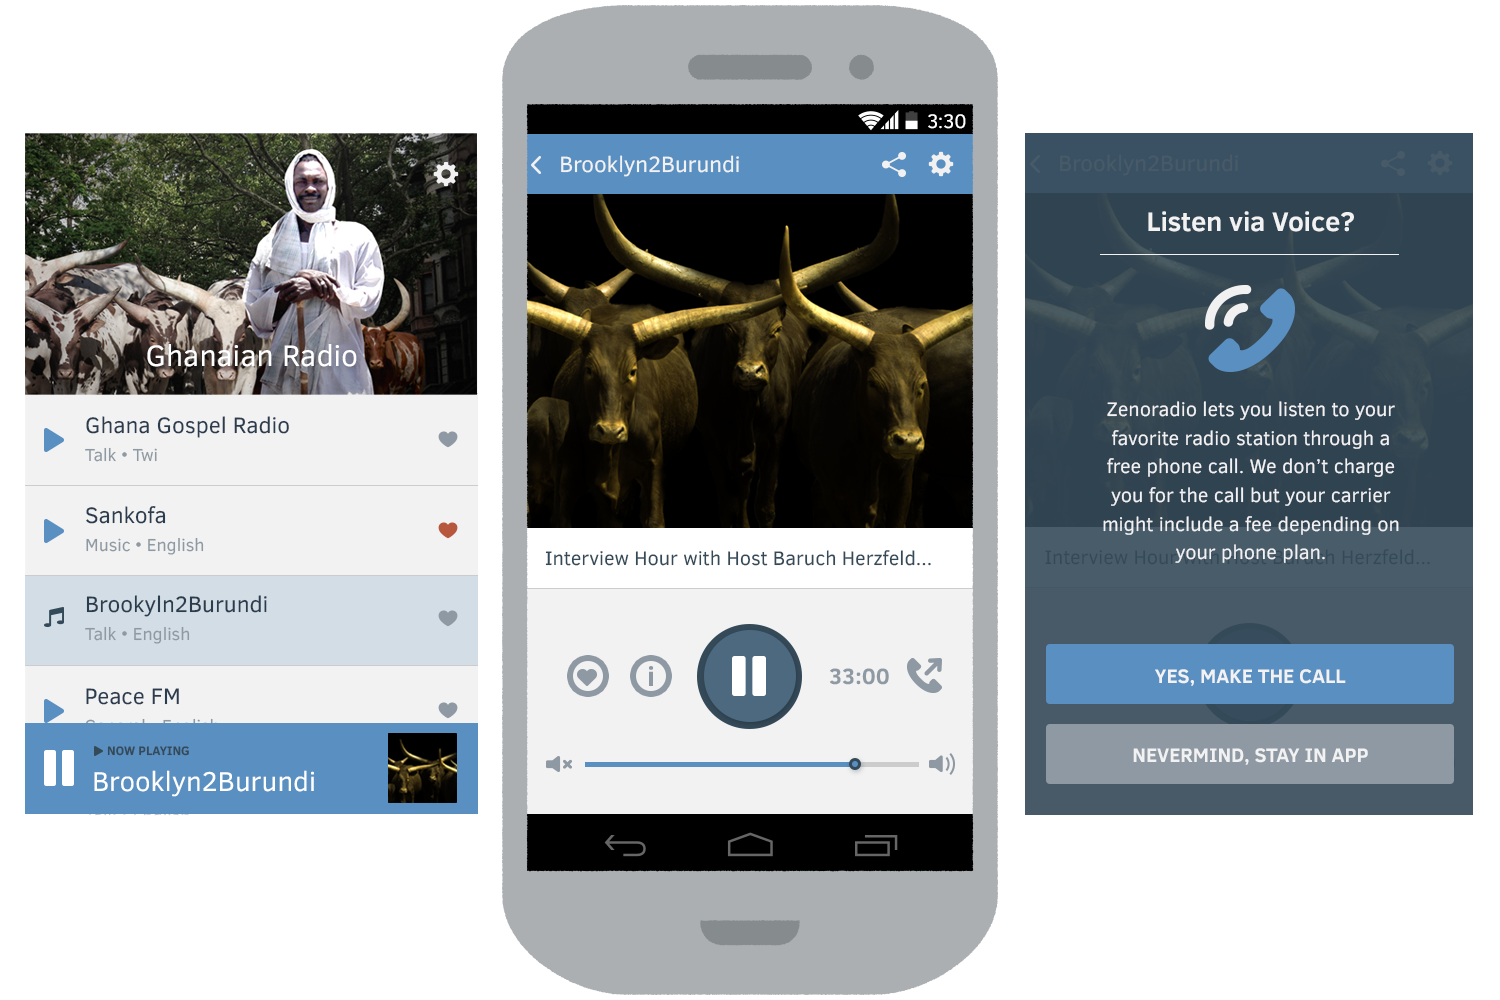 Ghanaian Radio
Ghana Gospel Radio
Talk • Twi
Sankofa
Music • English
Brookyln2Burundi
Talk • English
Peace FM
General • English
NOW PLAYING
Brooklyn2Burundi
3:30
Brooklyn2Burundi
Interview Hour with Host Baruch Herzfeld...
33:00
Brooklyn2Burundi
Listen via Voice?
Zenoradio lets you listen to your
favorite radio station through a
free phone call. We don't charge
you for the call but your carrier
might include a fee depending on
your phone plan.
Interview Hour with Host Baruch Herzfeld...
YES, MAKE THE CALL
NEVERMIND, STAY IN APP